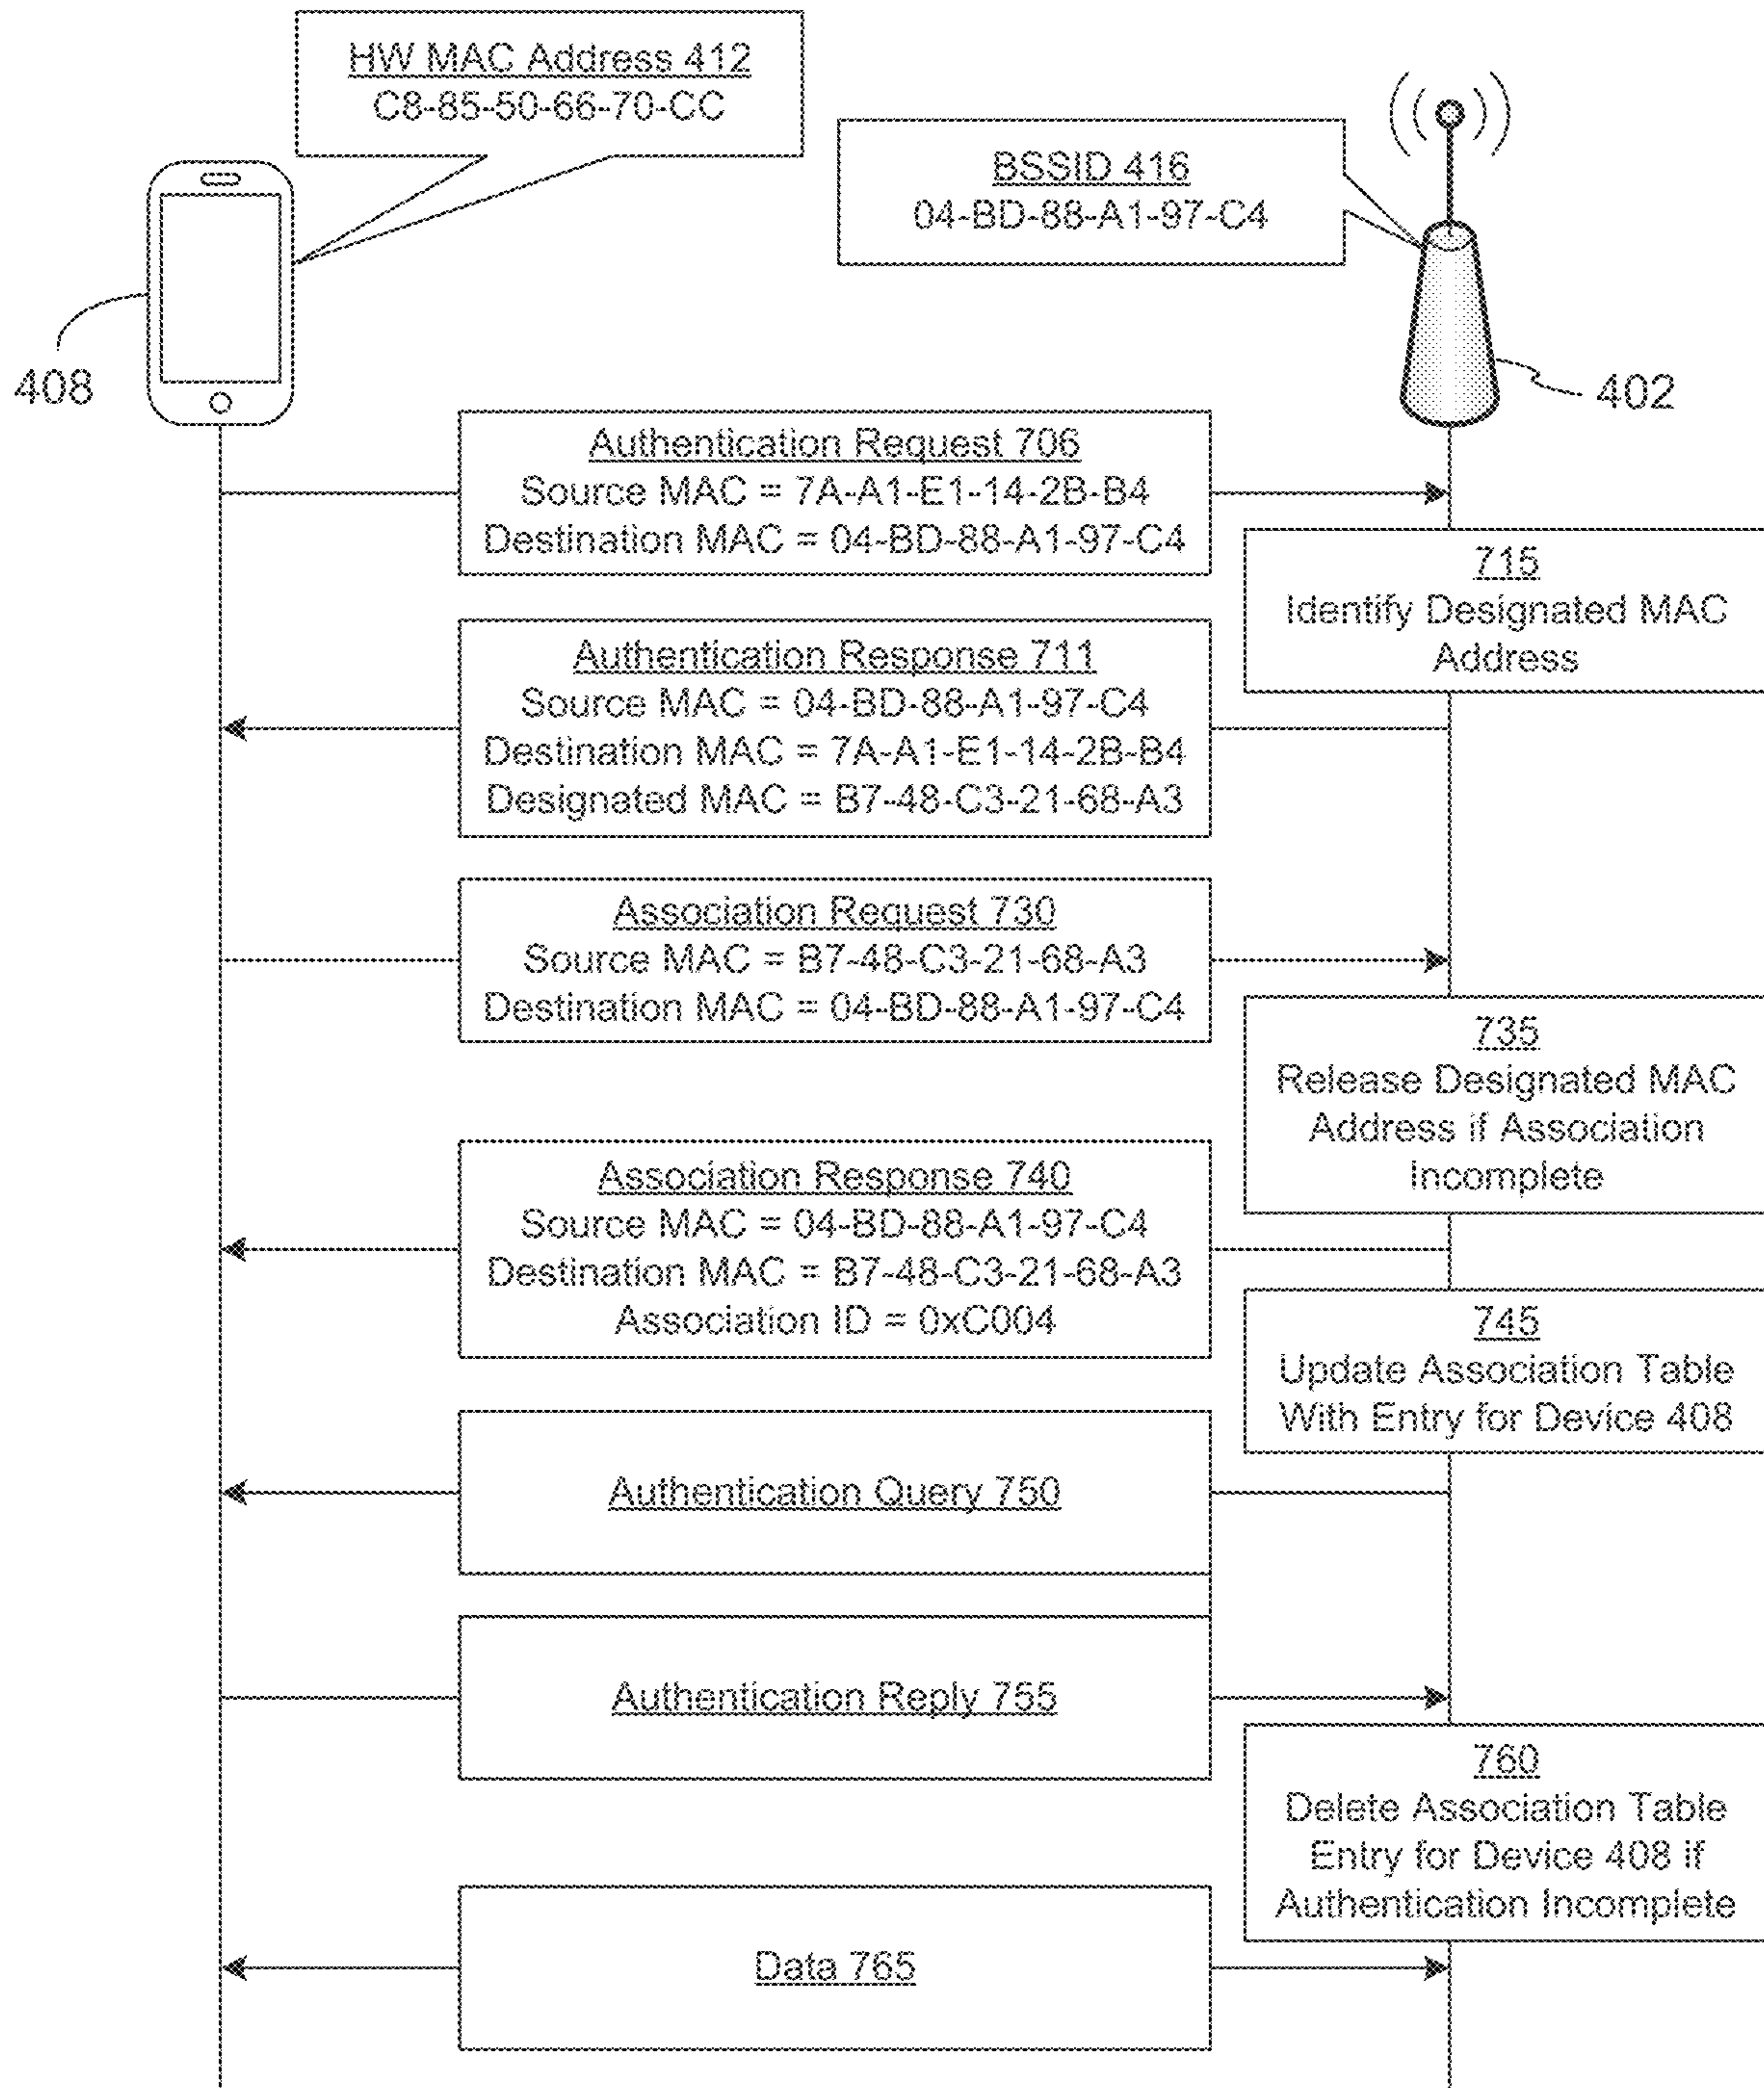 HW MAC Address 412
C8-85-50-66-70-CC
BSSID 416
04-BD-88-A1-97-C4
408
402
Authentication Request 706
Source MAC = 7A-A1-E1-14-2B-B4
Destination MAC = 04-BD-88-A1-97-C4
715
Identify Designated MAC
Address
Authentication Response 711
Source MAC = 04-BD-88-A1-97-C4
Destination MAC = 7A-A1-E1-14-2B-B4
Designated MAC = B7-48-C3-21-68-A3
Association Request 730
Source MAC = B7-48-C3-21-68-A3
Destination MAC = 04-BD-88-A1-97-C4
735
Release Designated MAC
Address if Association
Incomplete
Association Response 740
Source MAC = 04-BD-88-A1-97-C4
Destination MAC = B7-48-C3-21-68-A3
Association ID = 0xC004
745
Update Association Table
With Entry for Device 408
Authentication Query 750
Authentication Reply 755
760
Delete Association Table
Entry for Device 408 if
Authentication Incomplete
Data 765